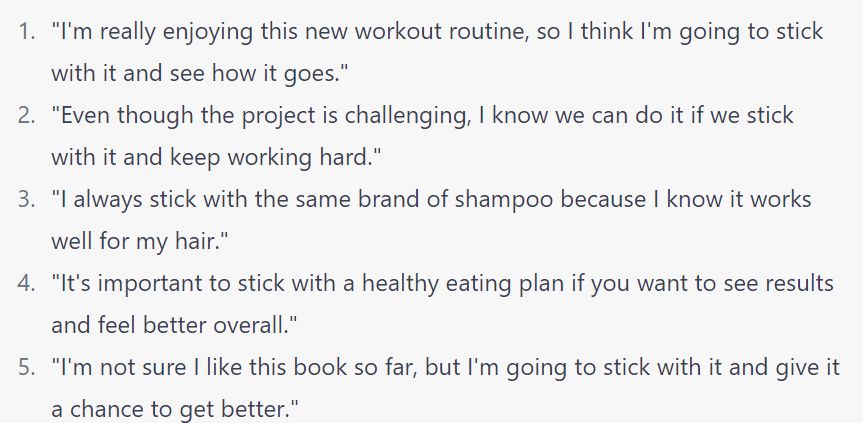 1. "I'm really enjoying this new workout routine, so I think I'm going to stick
with it and see how it goes."
2. "Even though the project is challenging, I know we can do it if we stick
with it and keep working hard."
3. "I always stick with the same brand of shampoo because I know it works
well for my hair."
4. "It's important to stick with a healthy eating plan if you want to see results
and feel better overall."
5. "I'm not sure I like this book so far, but I'm going to stick with it and give it
a chance to get better."